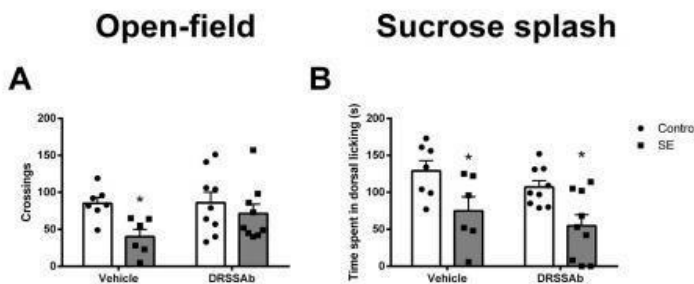 Open-field
Sucrose splash
A
B
Crossings
200
150
100
50
0
*
Vehicle
DRSSAb
Time spent in dorsal licking (s)
200
150
100
50
0
*
*
Vehicle
DRSSAb
Contro
SE